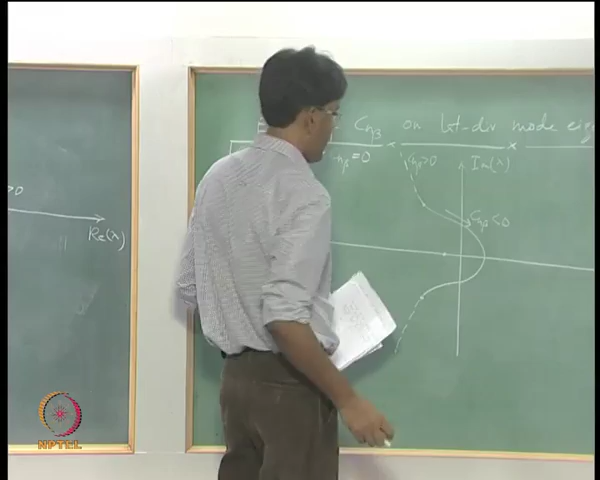 Cnβ on lat-dir mode eig
Cnβ=0
Cnβ>0
Im(λ)
Cnβ<0
>0
Re(λ)
NPTEL